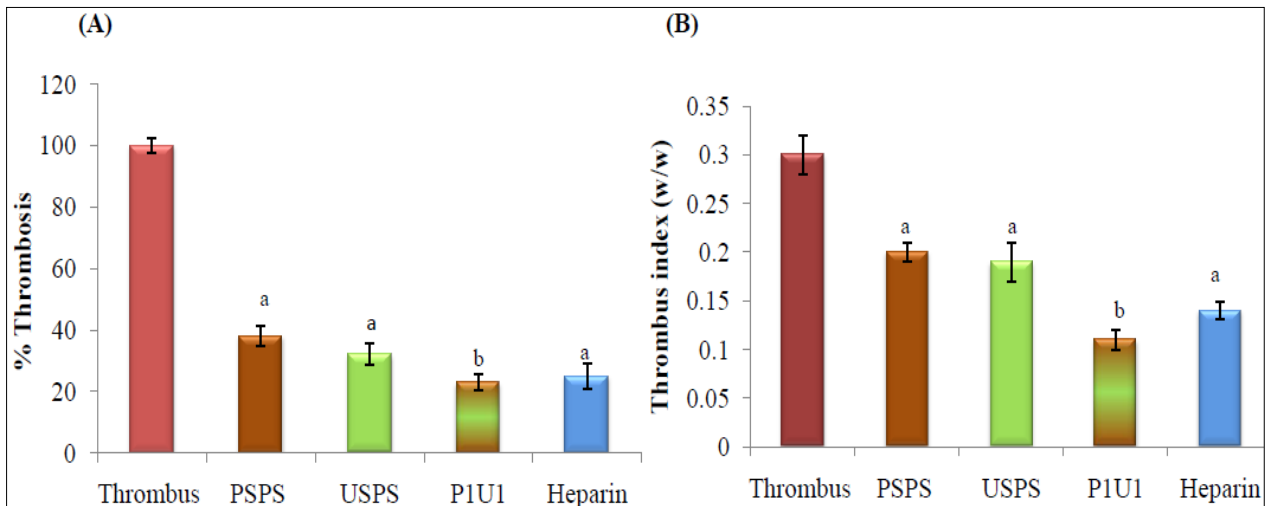 (A)
% Thrombosis
120
100
80
60
40
20
0
a
a
b
a
Thrombus PSPS USPS P1U1 Heparin
(B)
Thrombus index (w/w)
0.35
0.3
0.25
0.2
0.15
0.1
0.05
0
a
a
b
a
Thrombus PSPS USPS P1U1 Heparin